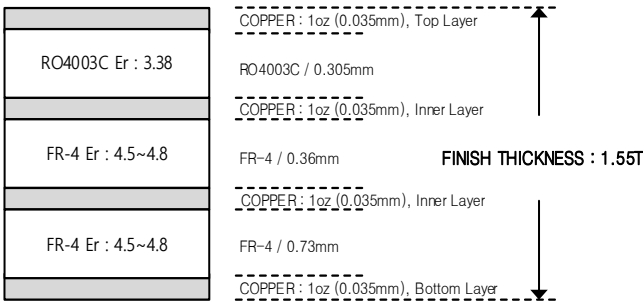 COPPER : 1oz (0.035mm), Top Layer
RO4003C Er : 3.38
RO4003C / 0.305mm
COPPER : 1oz (0.035mm), Inner Layer
FR-4 Er : 4.5~4.8
FR-4 / 0.36mm
FINISH THICKNESS : 1.55T
COPPER : 1oz (0.035mm), Inner Layer
FR-4 Er : 4.5~4.8
FR-4 / 0.73mm
COPPER : 1oz (0.035mm), Bottom Layer